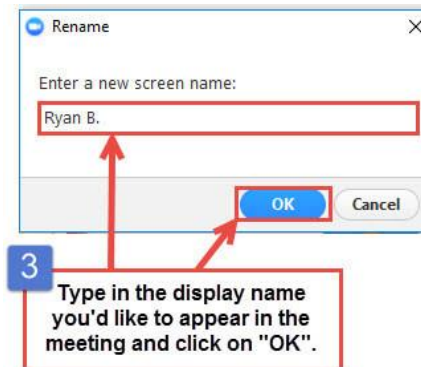 Rename
Enter a new screen name:
Ryan B.
OK
Cancel
3
Type in the display name
you'd like to appear in the
meeting and click on "OK".